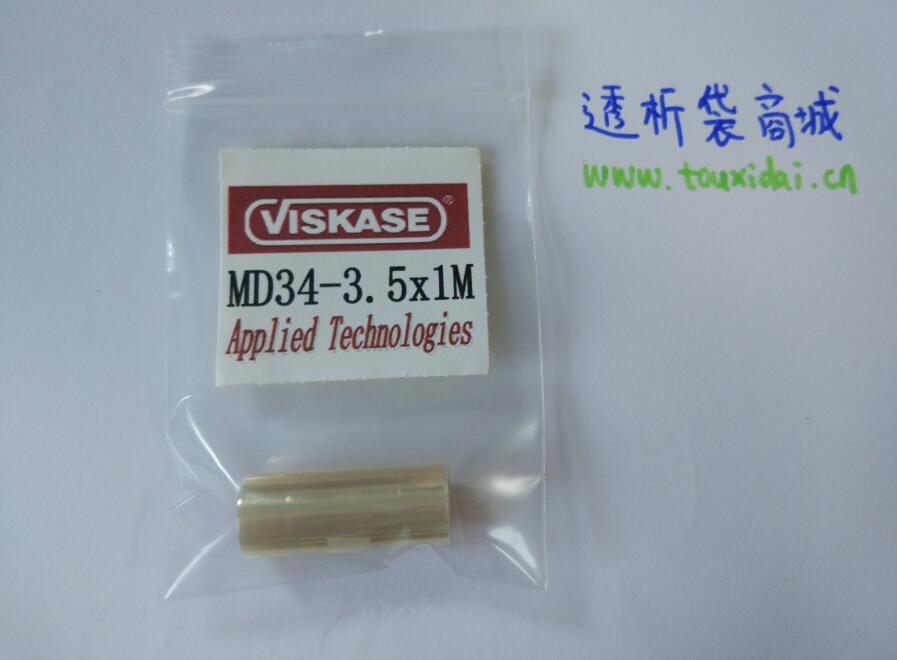 透析袋商城
www.touxidai.cn
VISKASE®
MD34-3.5x1M
Applied Technologies